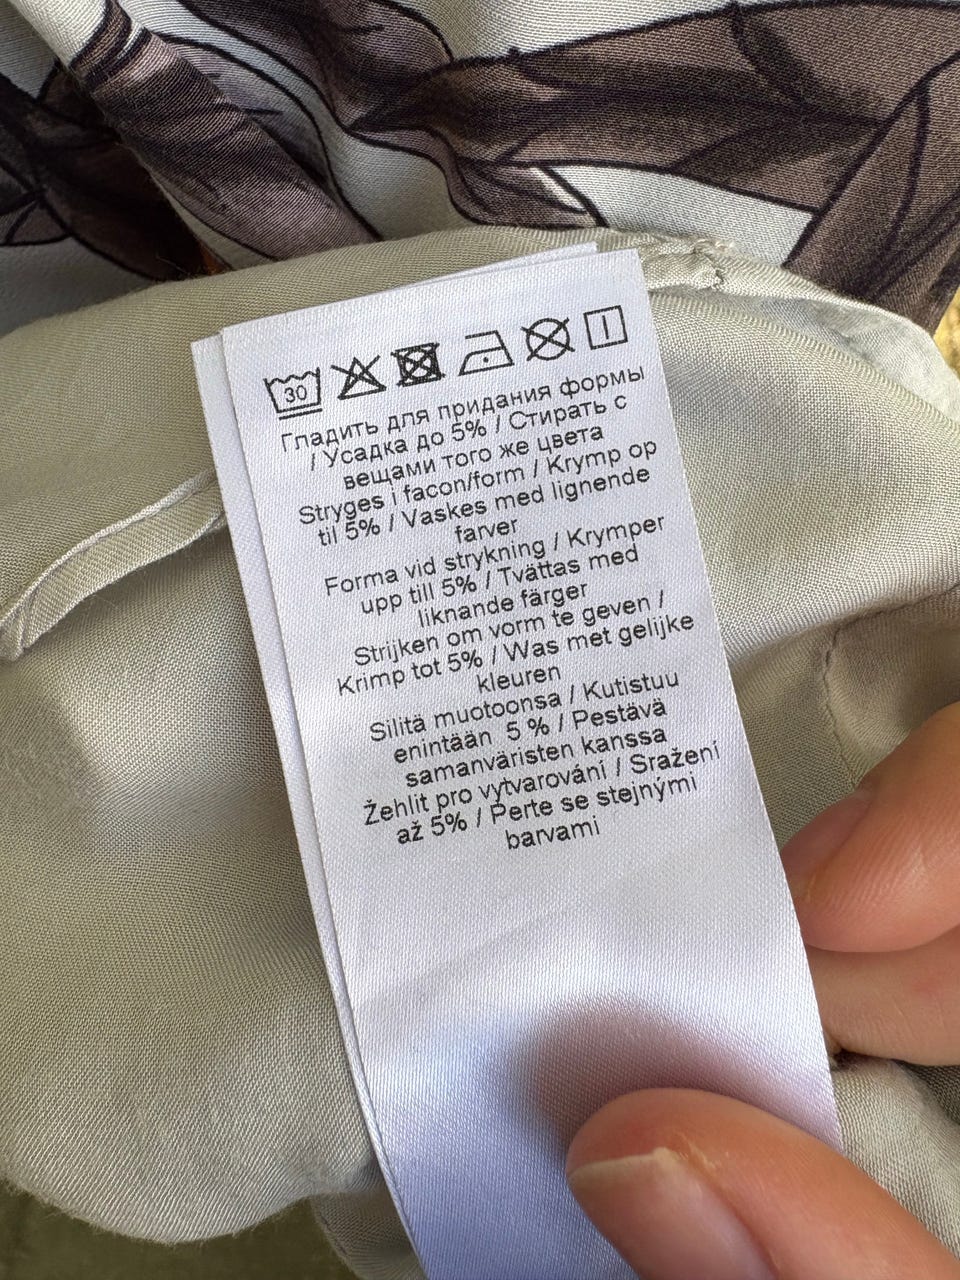 30
Гладить для придания формы
/ Усадка до 5% / Стирать с
вещами того же цвета
Stryges i facon/form / Krymp op
til 5% / Vaskes med lignende
farver
Forma vid strykning / Krymper
upp till 5% / Tvättas med
liknande färger
Strijken om vorm te geven /
Krimp tot 5% / Was met gelijke
kleuren
Silitä muotoonsa / Kutistuu
enintään 5 % / Pestävä
samanväristen kanssa
Žehlit pro vytvarování / Sražení
až 5% / Perte se stejnými
barvami